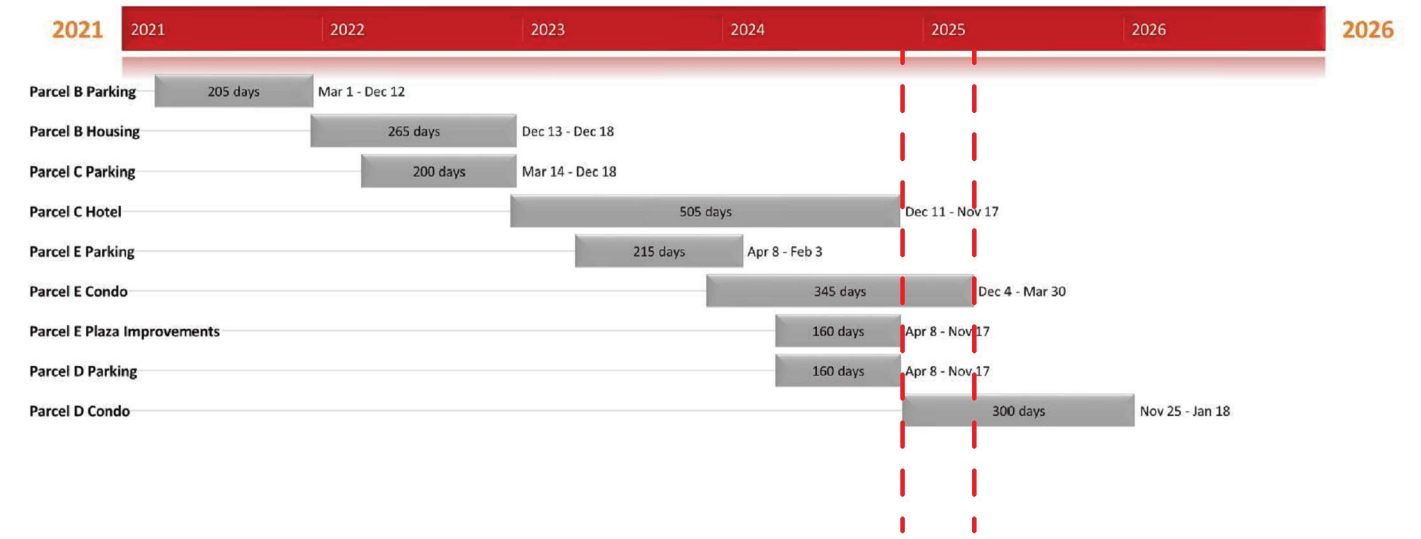 2021 2021 2022 2023 2024 2025 2026 2026
Parcel B Parking 205 days Mar 1 - Dec 12
Parcel B Housing 265 days Dec 13 - Dec 18
Parcel C Parking 200 days Mar 14 - Dec 18
Parcel C Hotel 505 days Dec 11 - Nov 17
Parcel E Parking 215 days Apr 8 - Feb 3
Parcel E Condo 345 days Dec 4 - Mar 30
Parcel E Plaza Improvements 160 days Apr 8 - Nov 17
Parcel D Parking 160 days Apr 8 - Nov 17
Parcel D Condo 300 days Nov 25 - Jan 18